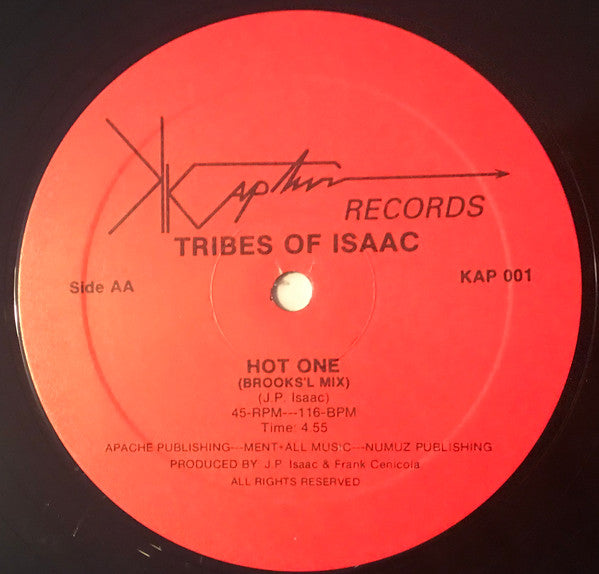 Kapthin
RECORDS
TRIBES OF ISAAC
Side AA
KAP 001
HOT ONE
(BROOKS'L MIX)
(J.P. Isaac)
45-RPM---116-BPM
Time: 4.55
APACHE PUBLISHING---MENT•ALL MUSIC---NUMUZ PUBLISHING
PRODUCED BY: J.P. Isaac & Frank Cenicola
ALL RIGHTS RESERVED